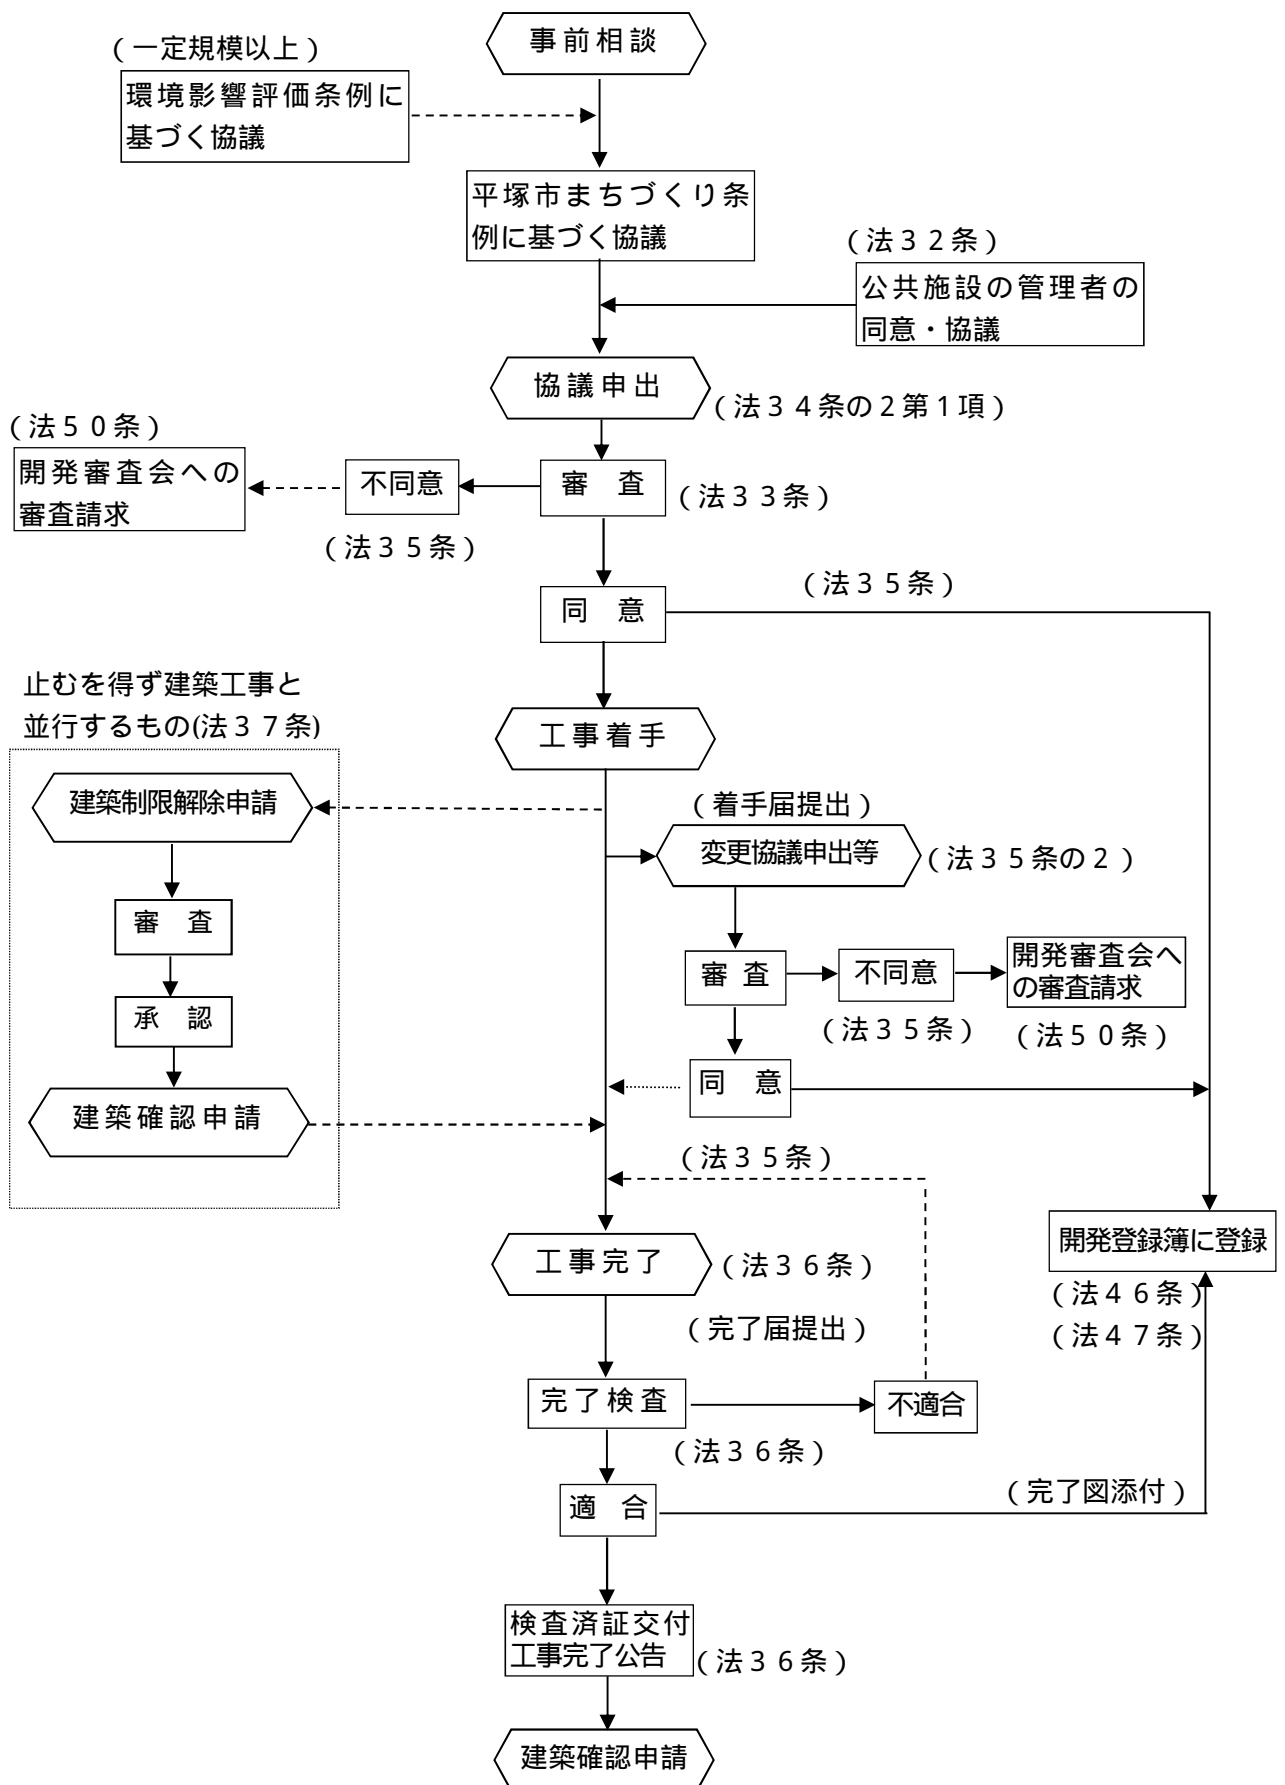 事前相談
（一定規模以上）
環境影響評価条例に
基づく協議
平塚市まちづくり条
例に基づく協議
（法３２条）
公共施設の管理者の
同意・協議
協議申出
（法３４条の２第１項）
（法５０条）
開発審査会への
審査請求
不同意
審　査
（法３３条）
（法３５条）
（法３５条）
同　意
止むを得ず建築工事と
並行するもの(法３７条)
工事着手
建築制限解除申請
（着手届提出）
変更協議申出等
（法３５条の２）
審　査
審 査
不同意
開発審査会へ
の審査請求
承　認
（法３５条）
（法５０条）
同　意
建築確認申請
（法３５条）
工事完了
（法３６条）
開発登録簿に登録
（法４６条）
（法４７条）
（完了届提出）
完了検査
不適合
（法３６条）
適　合
（完了図添付）
検査済証交付
工事完了公告
（法３６条）
建築確認申請